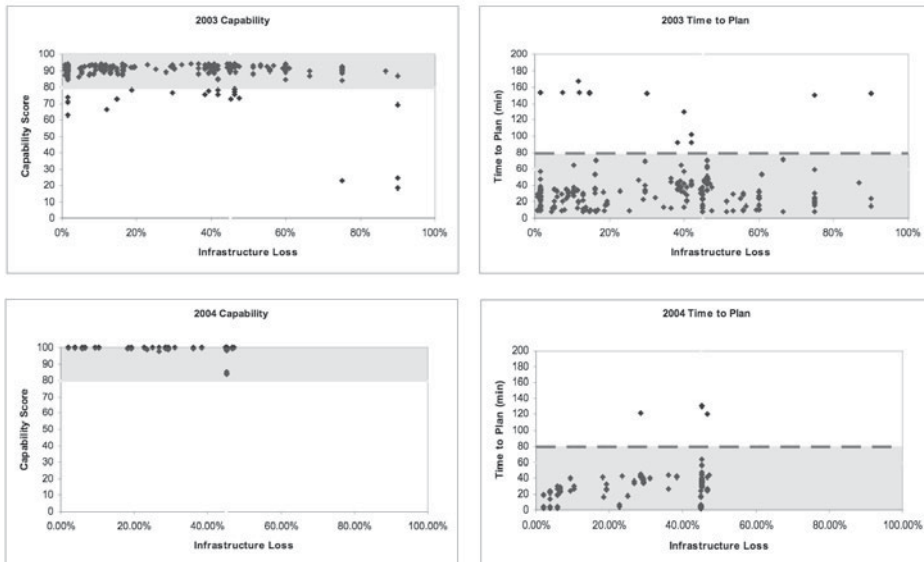 2003 Capability
Capability Score
100
90
80
70
60
50
40
30
20
10
0
0% 20% 40% 60% 80% 100%
Infrastructure Loss
2003 Time to Plan
Time to Plan (min)
200
180
160
140
120
100
80
60
40
20
0
0% 20% 40% 60% 80% 100%
Infrastructure Loss
2004 Capability
Capability Score
100
90
80
70
60
50
40
30
20
10
0
0.00% 20.00% 40.00% 60.00% 80.00% 100.00%
Infrastructure Loss
2004 Time to Plan
Time to Plan (min)
200
180
160
140
120
100
80
60
40
20
0
0.00% 20.00% 40.00% 60.00% 80.00% 100.00%
Infrastructure Loss